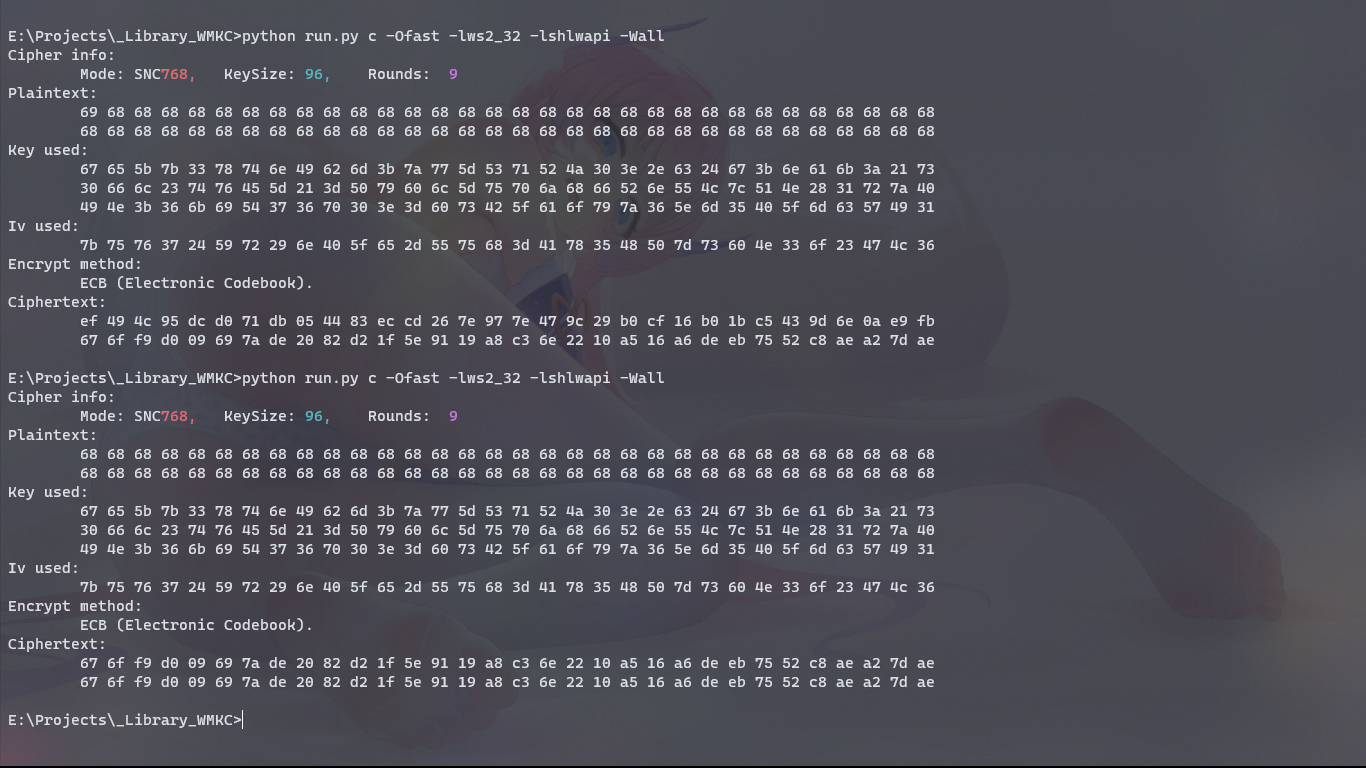 E:\Projects\_Library_WMKC>python run.py c -Ofast -lws2_32 -lshlwapi -Wall
Cipher info:
Mode: SNC768,   KeySize: 96,    Rounds:  9
Plaintext:
69 68 68 68 68 68 68 68 68 68 68 68 68 68 68 68 68 68 68 68 68 68 68 68 68 68 68 68 68 68 68 68
68 68 68 68 68 68 68 68 68 68 68 68 68 68 68 68 68 68 68 68 68 68 68 68 68 68 68 68 68 68 68 68
Key used:
67 65 5b 7b 33 78 74 6e 49 62 6d 3b 7a 77 5d 53 71 52 4a 30 3e 2e 63 24 67 3b 6e 61 6b 3a 21 73
30 66 6c 23 74 76 45 5d 21 3d 50 79 60 6c 5d 75 70 6a 68 66 52 6e 55 4c 7c 51 4e 28 31 72 7a 40
49 4e 3b 36 6b 69 54 37 36 70 30 3e 3d 60 73 42 5f 61 6f 79 7a 36 5e 6d 35 40 5f 6d 63 57 49 31
Iv used:
7b 75 76 37 24 59 72 29 6e 40 5f 65 2d 55 75 68 3d 41 78 35 48 50 7d 73 60 4e 33 6f 23 47 4c 36
Encrypt method:
ECB (Electronic Codebook).
Ciphertext:
ef 49 4c 95 dc d0 71 db 05 44 83 ec cd 26 7e 97 7e 47 9c 29 b0 cf 16 b0 1b c5 43 9d 6e 0a e9 fb
67 6f f9 d0 09 69 7a de 20 82 d2 1f 5e 91 19 a8 c3 6e 22 10 a5 16 a6 de eb 75 52 c8 ae a2 7d ae
E:\Projects\_Library_WMKC>python run.py c -Ofast -lws2_32 -lshlwapi -Wall
Cipher info:
Mode: SNC768,   KeySize: 96,    Rounds:  9
Plaintext:
68 68 68 68 68 68 68 68 68 68 68 68 68 68 68 68 68 68 68 68 68 68 68 68 68 68 68 68 68 68 68 68
68 68 68 68 68 68 68 68 68 68 68 68 68 68 68 68 68 68 68 68 68 68 68 68 68 68 68 68 68 68 68 68
Key used:
67 65 5b 7b 33 78 74 6e 49 62 6d 3b 7a 77 5d 53 71 52 4a 30 3e 2e 63 24 67 3b 6e 61 6b 3a 21 73
30 66 6c 23 74 76 45 5d 21 3d 50 79 60 6c 5d 75 70 6a 68 66 52 6e 55 4c 7c 51 4e 28 31 72 7a 40
49 4e 3b 36 6b 69 54 37 36 70 30 3e 3d 60 73 42 5f 61 6f 79 7a 36 5e 6d 35 40 5f 6d 63 57 49 31
Iv used:
7b 75 76 37 24 59 72 29 6e 40 5f 65 2d 55 75 68 3d 41 78 35 48 50 7d 73 60 4e 33 6f 23 47 4c 36
Encrypt method:
ECB (Electronic Codebook).
Ciphertext:
67 6f f9 d0 09 69 7a de 20 82 d2 1f 5e 91 19 a8 c3 6e 22 10 a5 16 a6 de eb 75 52 c8 ae a2 7d ae
67 6f f9 d0 09 69 7a de 20 82 d2 1f 5e 91 19 a8 c3 6e 22 10 a5 16 a6 de eb 75 52 c8 ae a2 7d ae
E:\Projects\_Library_WMKC>